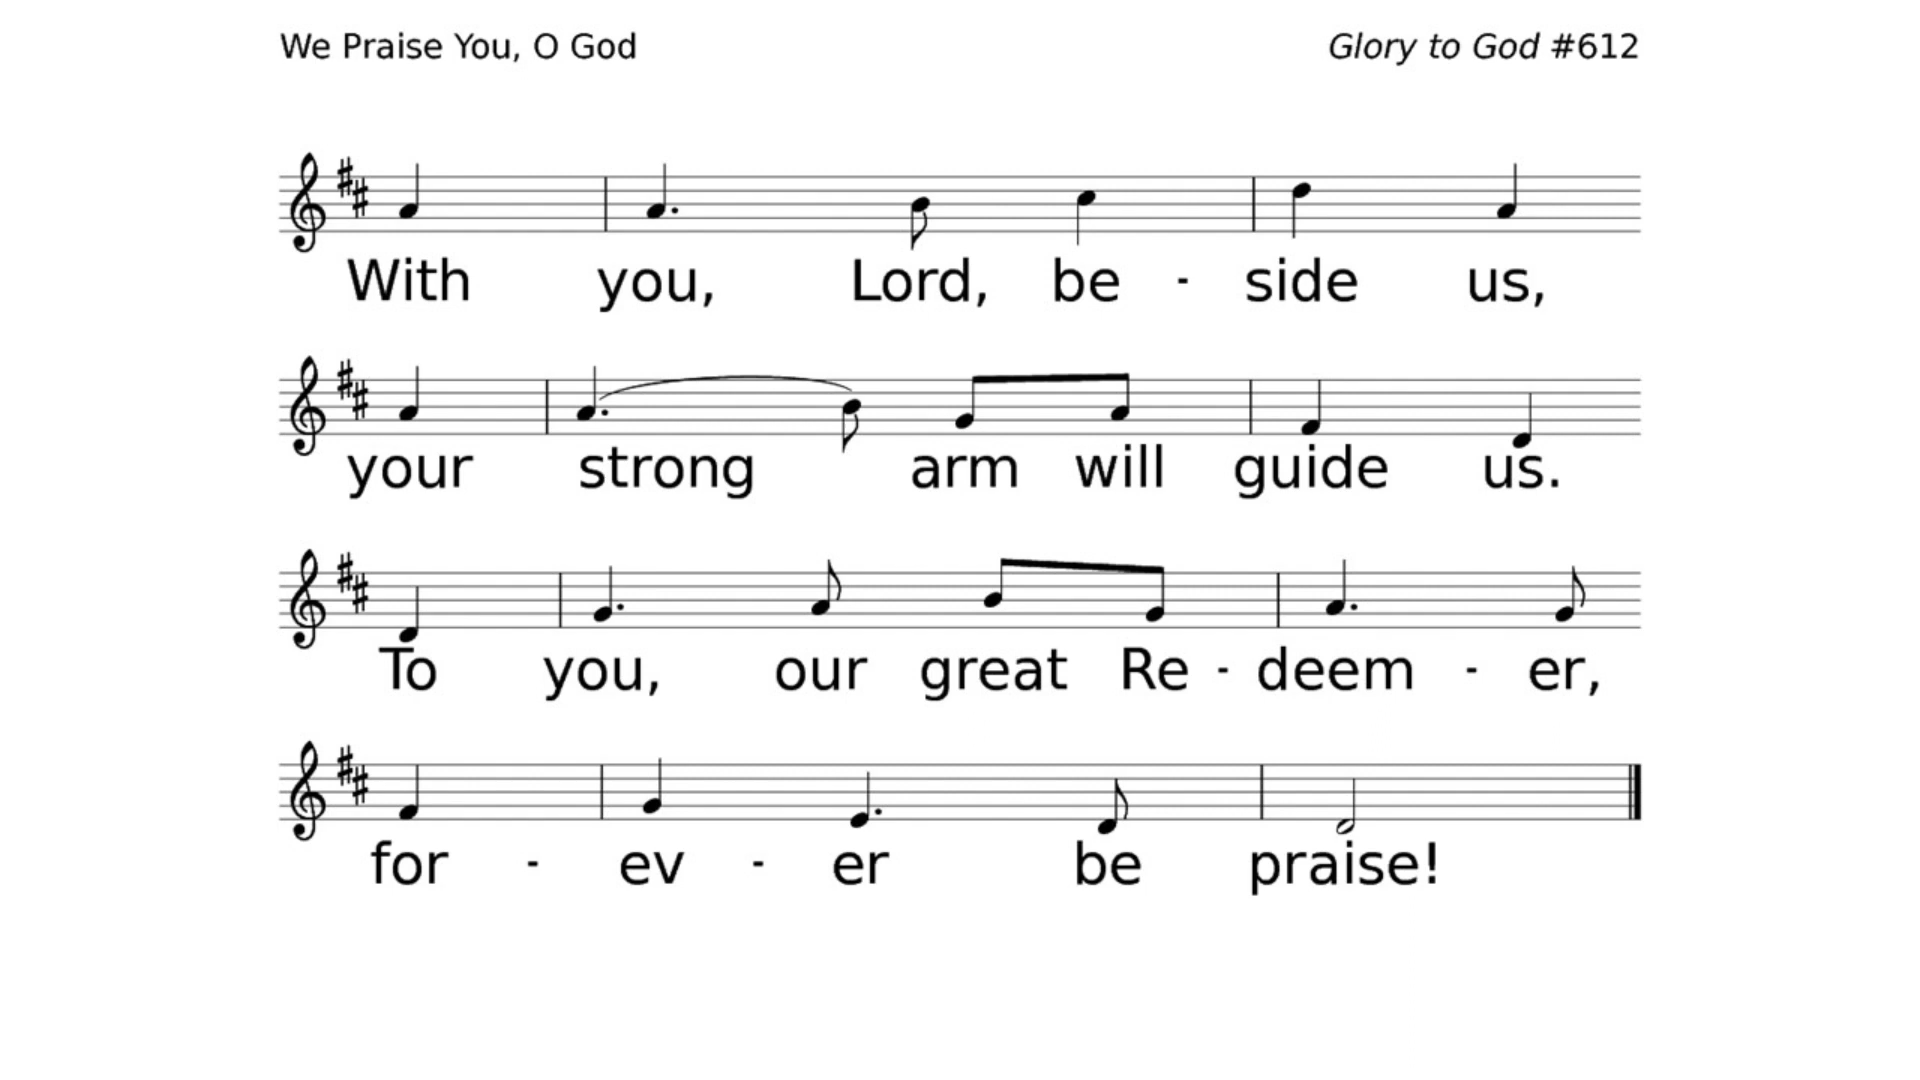 We Praise You, O God
Glory to God #612
With you, Lord, be - side us,
your strong arm will guide us.
To you, our great Re - deem - er,
for - ev - er be praise!